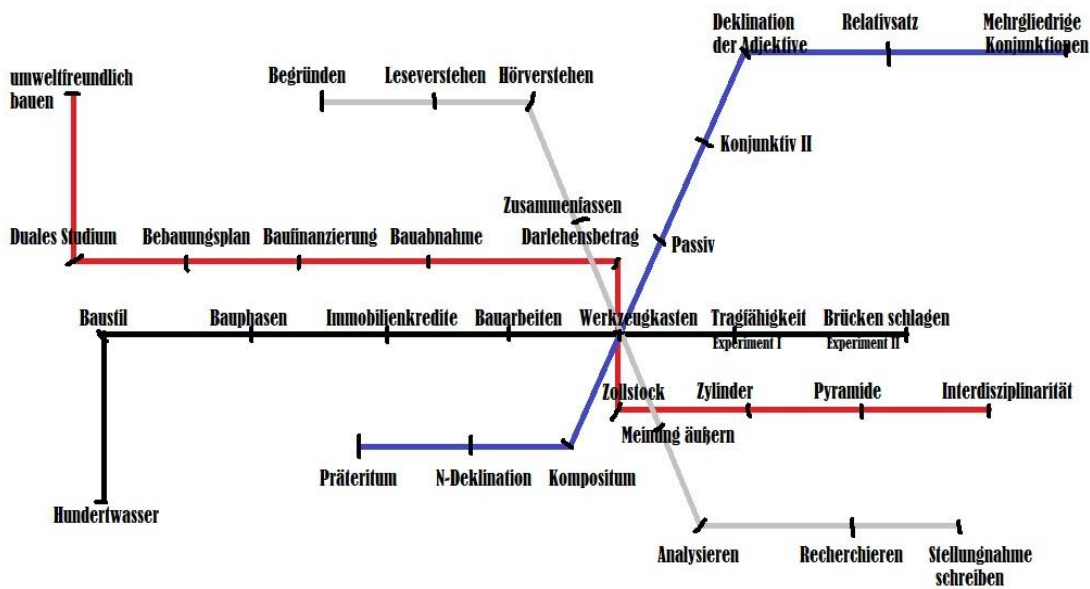 Deklination
der Adjektive
Relativsatz
Mehrgliedrige
Konjunktionen
umweltfreundlich
bauen
Begründen
Leseverstehen
Hörverstehen
Konjunktiv II
Zusammenfassen
Passiv
Duales Studium
Bebauungsplan
Baufinanzierung
Bauabnahme
Darlehensbetrag
Baustil
Bauphasen
Immobilienkredite
Bauarbeiten
Werkzeugkasten
Tragfähigkeit
Experiment I
Brücken schlagen
Experiment II
Zollstock
Zylinder
Pyramide
Interdisziplinarität
Meinung äußern
Präteritum
N-Deklination
Kompositum
Hundertwasser
Analysieren
Recherchieren
Stellungnahme
schreiben